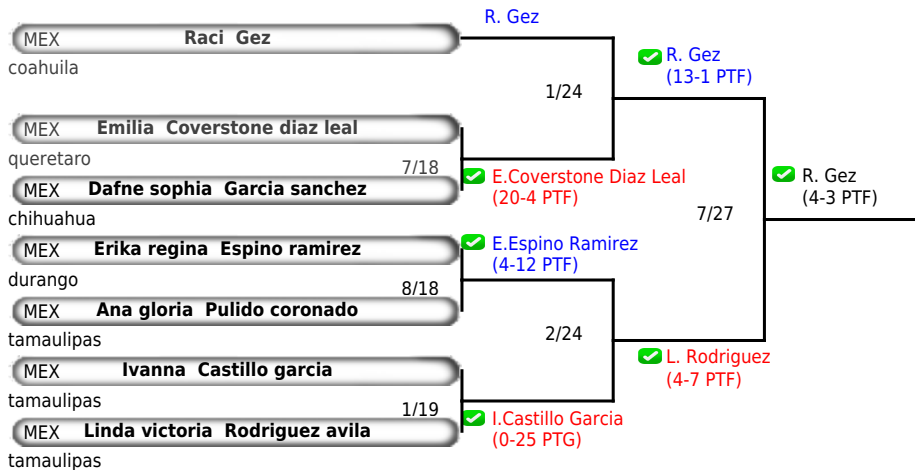 R. Gez
MEX Raci Gez
coahuila
R. Gez
(13-1 PTF)
1/24
MEX Emilia Coverstone diaz leal
queretaro
7/18
E.Coverstone Diaz Leal
(20-4 PTF)
MEX Dafne sophia Garcia sanchez
chihuahua
R. Gez
(4-3 PTF)
7/27
MEX Erika regina Espino ramirez
durango
E.Espino Ramirez
(4-12 PTF)
8/18
MEX Ana gloria Pulido coronado
tamaulipas
2/24
L. Rodriguez
(4-7 PTF)
MEX Ivanna Castillo garcia
tamaulipas
1/19
I.Castillo Garcia
(0-25 PTG)
MEX Linda victoria Rodriguez avila
tamaulipas